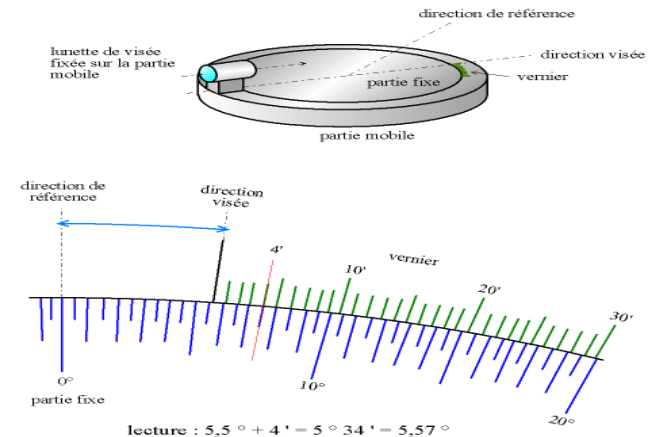 direction de référence
lunette de visée
fixée sur la partie
mobile
direction visée
vernier
partie fixe
partie mobile
direction de
référence
direction
visée
4'
10'
vernier
20'
30'
0°
10°
20°
partie fixe
lecture : 5,5 ° + 4 ' = 5 ° 34 ' = 5,57 °